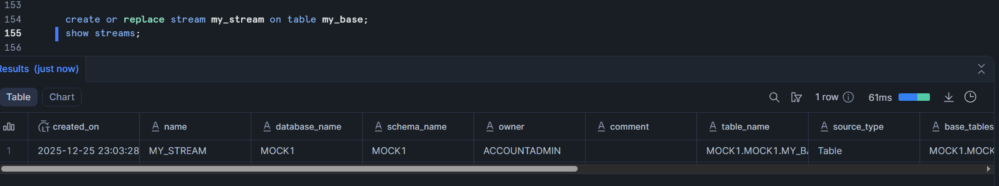 153
154 create or replace stream my_stream on table my_base;
155 show streams;
156
Results (just now)
Table Chart 1 row 61ms
created_on name database_name schema_name owner comment table_name source_type base_tables
1 2025-12-25 23:03:28 MY_STREAM MOCK1 MOCK1 ACCOUNTADMIN MOCK1.MOCK1.MY_BA Table MOCK1.MOCK